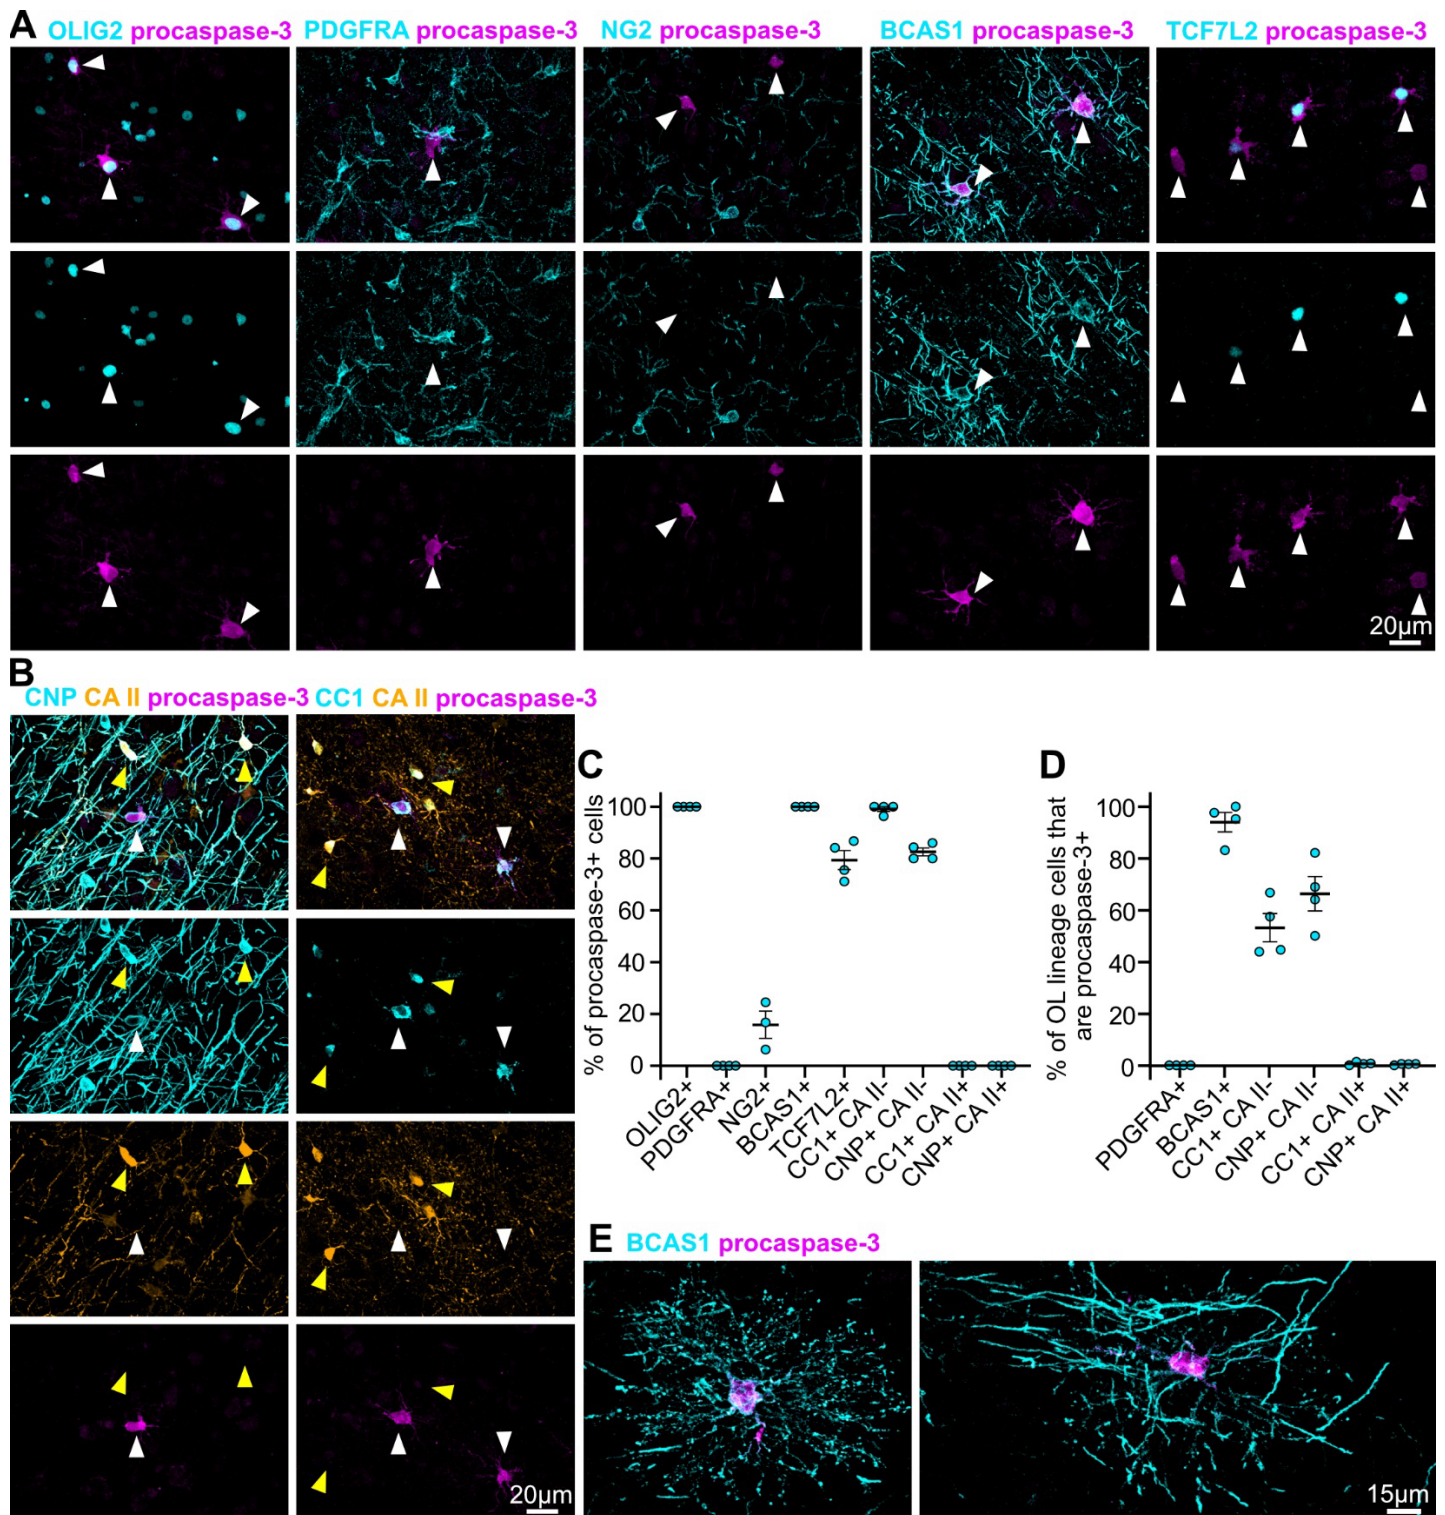 A
OLIG2 procaspase-3
PDGFRA procaspase-3
NG2 procaspase-3
BCAS1 procaspase-3
TCF7L2 procaspase-3
20µm
B
CNP CA II procaspase-3
CC1 CA II procaspase-3
20µm
C
% of procaspase-3+ cells
100
80
60
40
20
0
OLIG2+
PDGFRA+
NG2+
BCAS1+
TCF7L2+
CC1+ CA II-
CNP+ CA II-
CC1+ CA II+
CNP+ CA II+
D
% of OL lineage cells that
are procaspase-3+
100
80
60
40
20
0
PDGFRA+
BCAS1+
CC1+ CA II-
CNP+ CA II-
CC1+ CA II+
CNP+ CA II+
E
BCAS1 procaspase-3
15µm